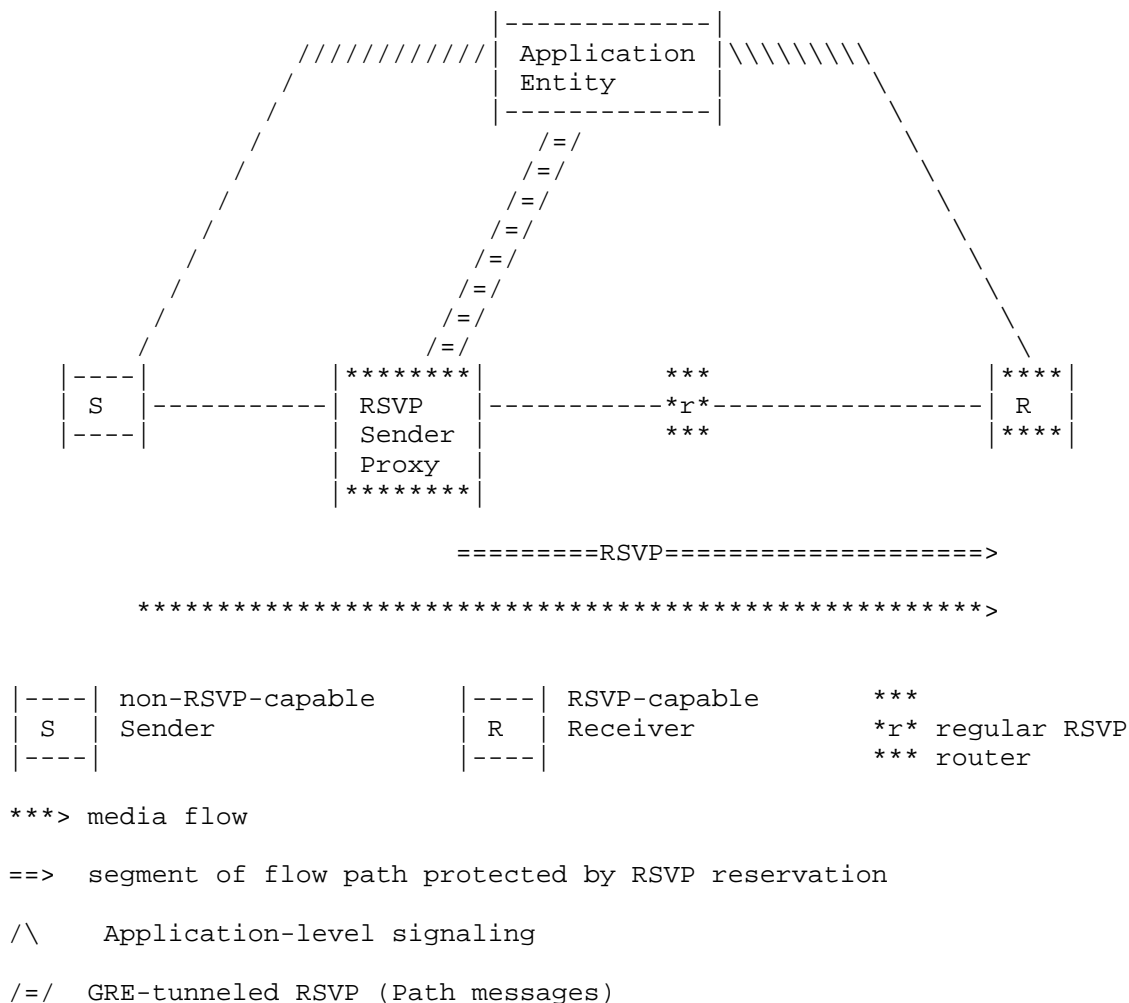 Application
Entity
S
RSVP
Sender
Proxy
*r*
R
=========RSVP====================>
|----| non-RSVP-capable |----| RSVP-capable ***
| S | Sender | R | Receiver *r* regular RSVP
|----| |----| *** router
***> media flow
==> segment of flow path protected by RSVP reservation
/\ Application-level signaling
/=/ GRE-tunneled RSVP (Path messages)